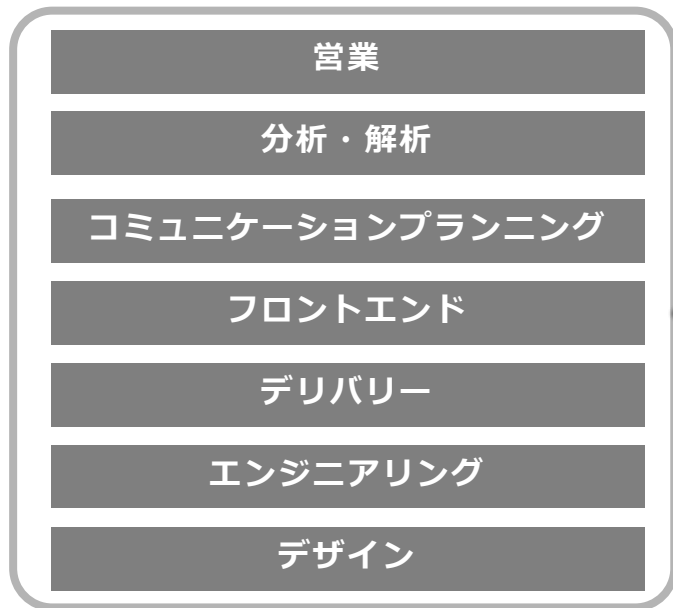 営業
分析・解析
コミュニケーションプランニング
フロントエンド
デリバリー
エンジニアリング
デザイン